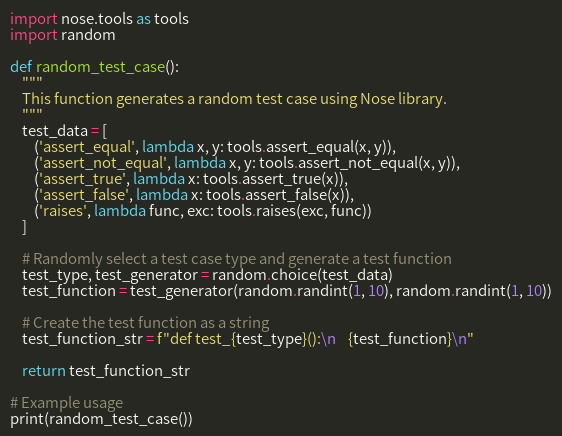 import nose.tools as tools
import random

def random_test_case():
    """
    This function generates a random test case using Nose library.
    """
    test_data = [
        ('assert_equal', lambda x, y: tools.assert_equal(x, y)),
        ('assert_not_equal', lambda x, y: tools.assert_not_equal(x, y)),
        ('assert_true', lambda x: tools.assert_true(x)),
        ('assert_false', lambda x: tools.assert_false(x)),
        ('raises', lambda func, exc: tools.raises(exc, func))
    ]

    # Randomly select a test case type and generate a test function
    test_type, test_generator = random.choice(test_data)
    test_function = test_generator(random.randint(1, 10), random.randint(1, 10))

    # Create the test function as a string
    test_function_str = f"def test_{test_type}():\n    {test_function}\n"

    return test_function_str

# Example usage
print(random_test_case())